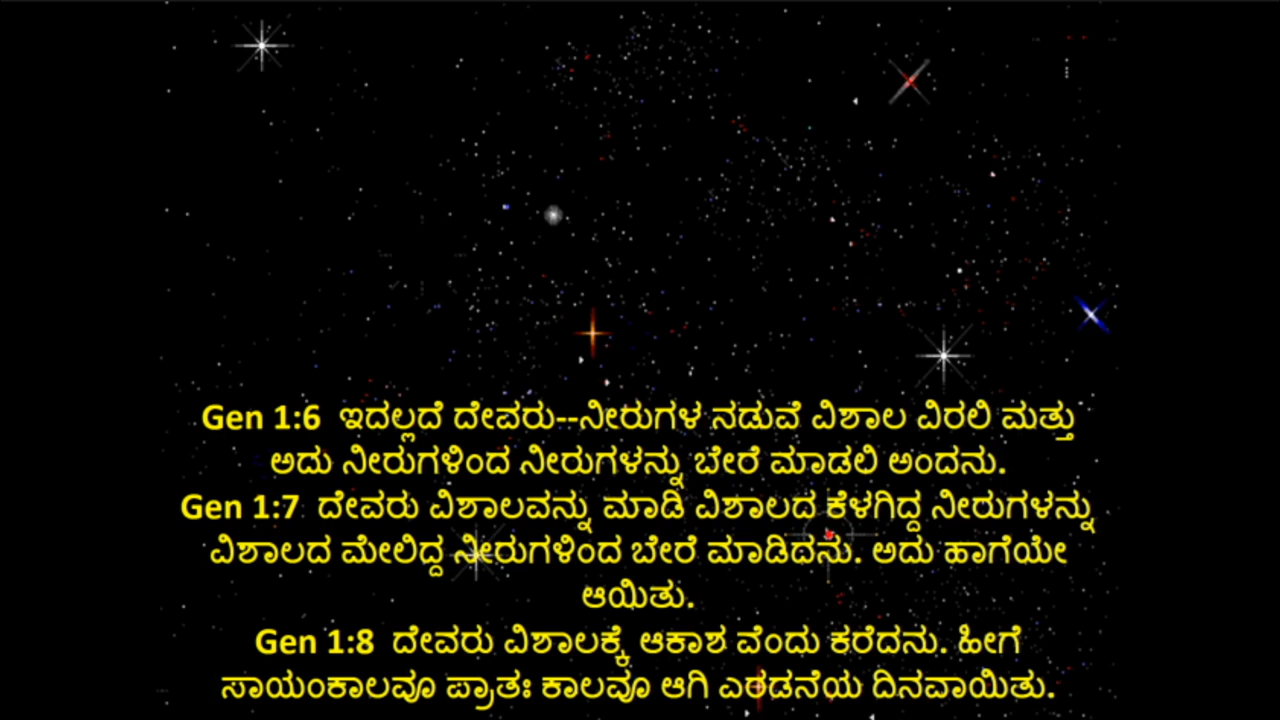 Gen 1:6 ಇದಲ್ಲದೆ ದೇವರು--ನೀರುಗಳ ನಡುವೆ ವಿಶಾಲ ವಿರಲಿ ಮತ್ತು
ಅದು ನೀರುಗಳಿಂದ ನೀರುಗಳನ್ನು ಬೇರೆ ಮಾಡಲಿ ಅಂದನು.
Gen 1:7 ದೇವರು ವಿಶಾಲವನ್ನು ಮಾಡಿ ವಿಶಾಲದ ಕೆಳಗಿದ್ದ ನೀರುಗಳನ್ನು
ವಿಶಾಲದ ಮೇಲಿದ್ದ ನೀರುಗಳಿಂದ ಬೇರೆ ಮಾಡಿದನು. ಅದು ಹಾಗೆಯೇ
ಆಯಿತು.
Gen 1:8 ದೇವರು ವಿಶಾಲಕ್ಕೆ ಆಕಾಶ ವೆಂದು ಕರೆದನು. ಹೀಗೆ
ಸಾಯಂಕಾಲವೂ ಪ್ರಾತಃ ಕಾಲವೂ ಆಗಿ ಎರಡನೆಯ ದಿನವಾಯಿತು.